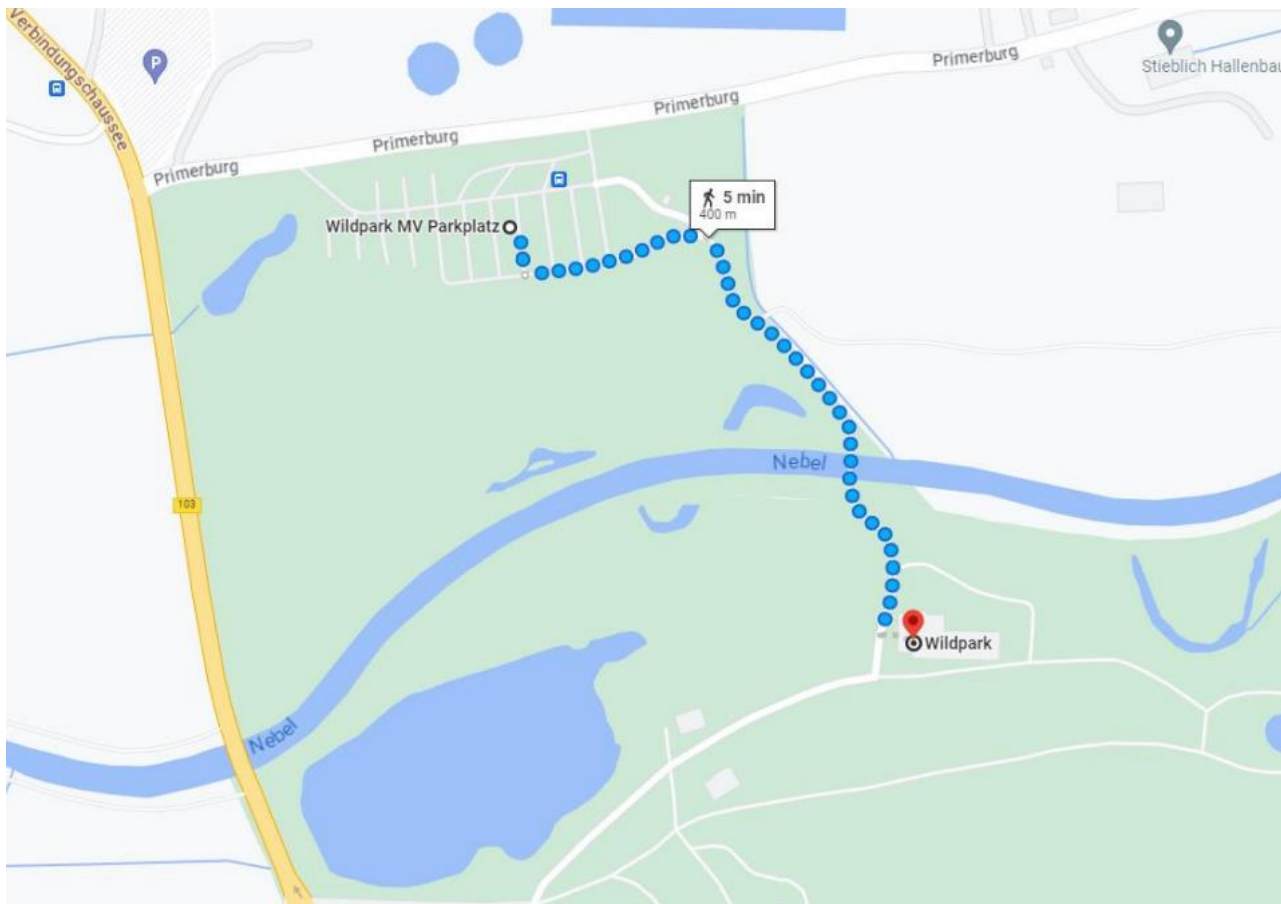 Verbindungschaussee
P
Stieblich Hallenbau
Primerburg
Primerburg
Primerburg
Primerburg
5 min
400 m
Wildpark MV Parkplatz
Nebel
103
Wildpark
Nebel